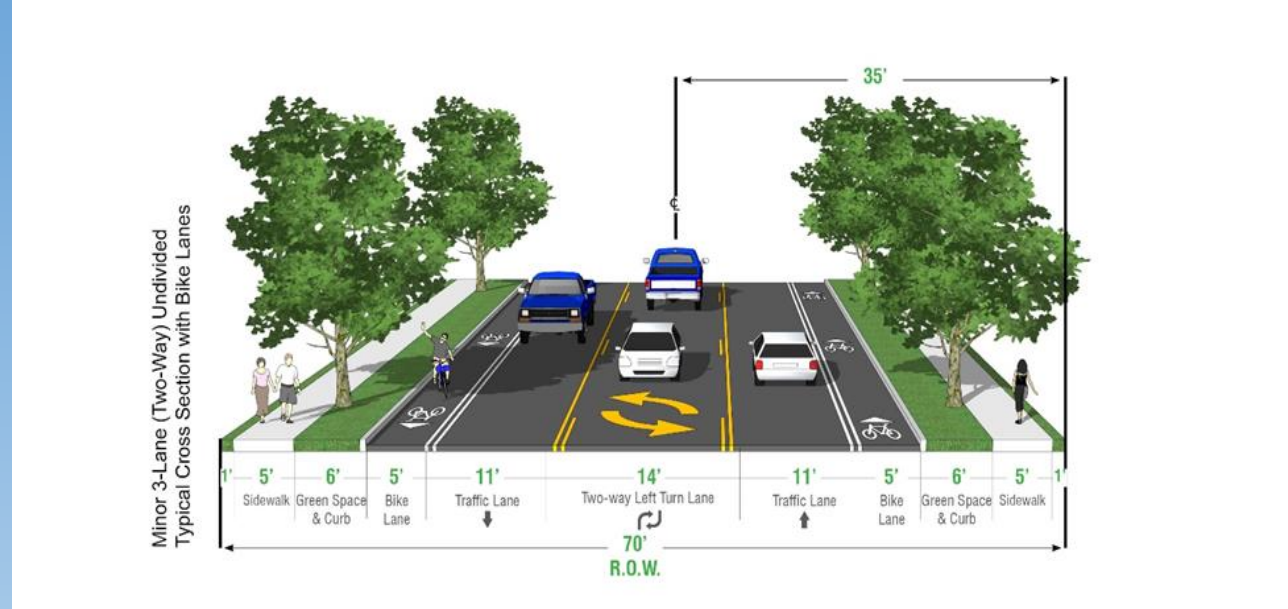 Minor 3-Lane (Two-Way) Undivided
Typical Cross Section with Bike Lanes
35'
℄
1' 5' 6' 5' 11' 14' 11' 5' 6' 5' 1'
Sidewalk Green Space Bike Traffic Lane Two-way Left Turn Lane Traffic Lane Bike Green Space Sidewalk
& Curb Lane Lane & Curb
70'
R.O.W.